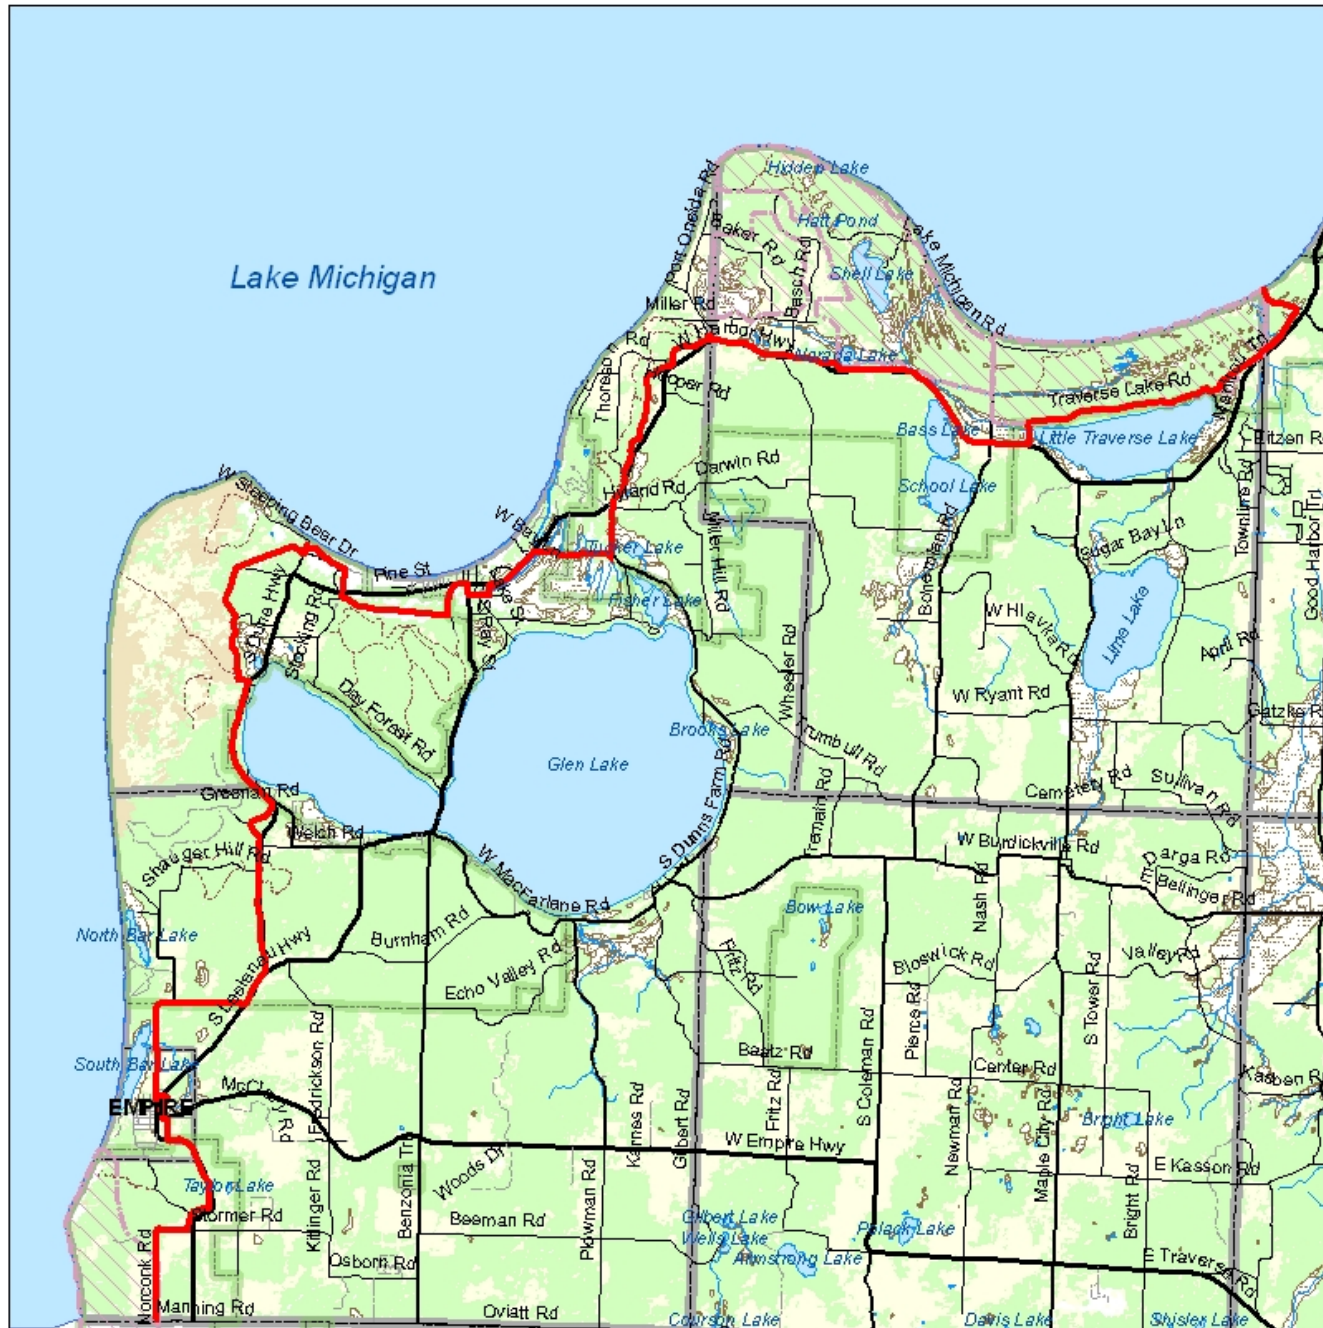 Hidden Lake
Port Oneida Rd
Hatt Pond
Baker Rd
Basch Rd
Lake Michigan Rd
Shell Lake
Lake Michigan
Miller Rd
N Harbor Hwy
Narada Lake
Thoreson Rd
Hooper Rd
Traverse Lake Rd
Manitou Trl
Bass Lake
Little Traverse Lake
Eitzen Rd
Darwin Rd
W Sleeping Bear Dr
School Lake
Hyland Rd
Townline Rd
Good Harbor Trl
Miller Hill Rd
Bohemian Rd
Sugar Bay Ln
Tucker Lake
Pine St
Lake St
S Ray St
Fisher Lake
S Dune Hwy
Stocking Rd
W Hlavka Rd
Lime Lake
April Rd
Wheeler Rd
W Ryant Rd
Day Forest Rd
Gatzke R
Brooks Lake
Trumbull Rd
Glen Lake
Greenan Rd
Cemetery Rd
Sullivan Rd
Tremain Rd
Welch Rd
S Dunns Farm Rd
W Burdickville Rd
Shauger Hill Rd
W MacFarlane Rd
Nash Rd
Darga Rd
E Bellinger Rd
Bow Lake
North Bar Lake
Burnham Rd
S Leelanau Hwy
Fritz Rd
Valley Rd
Echo Valley Rd
Bloswick Rd
S Tower Rd
Fredrickson Rd
S Coleman Rd
Pierce Rd
South Bar Lake
Baatz Rd
Center Rd
Kasben R
Fritz Rd
EMPIRE
Karnes Rd
Gilbert Rd
Newman Rd
Maple City Rd
Bright Lake
W Empire Hwy
Benzonia Trl
Woods Dr
E Kasson Rd
Taylor Lake
Stormer Rd
Kitlinger Rd
Plowman Rd
Bright Rd
Beeman Rd
Gilbert Lake
Wells Lake
Polack Lake
Armstrong Lake
Norconk Rd
Osborn Rd
E Traverse Rd
Manning Rd
Oviatt Rd
Courson Lake
Davis Lake
Shisler Lake